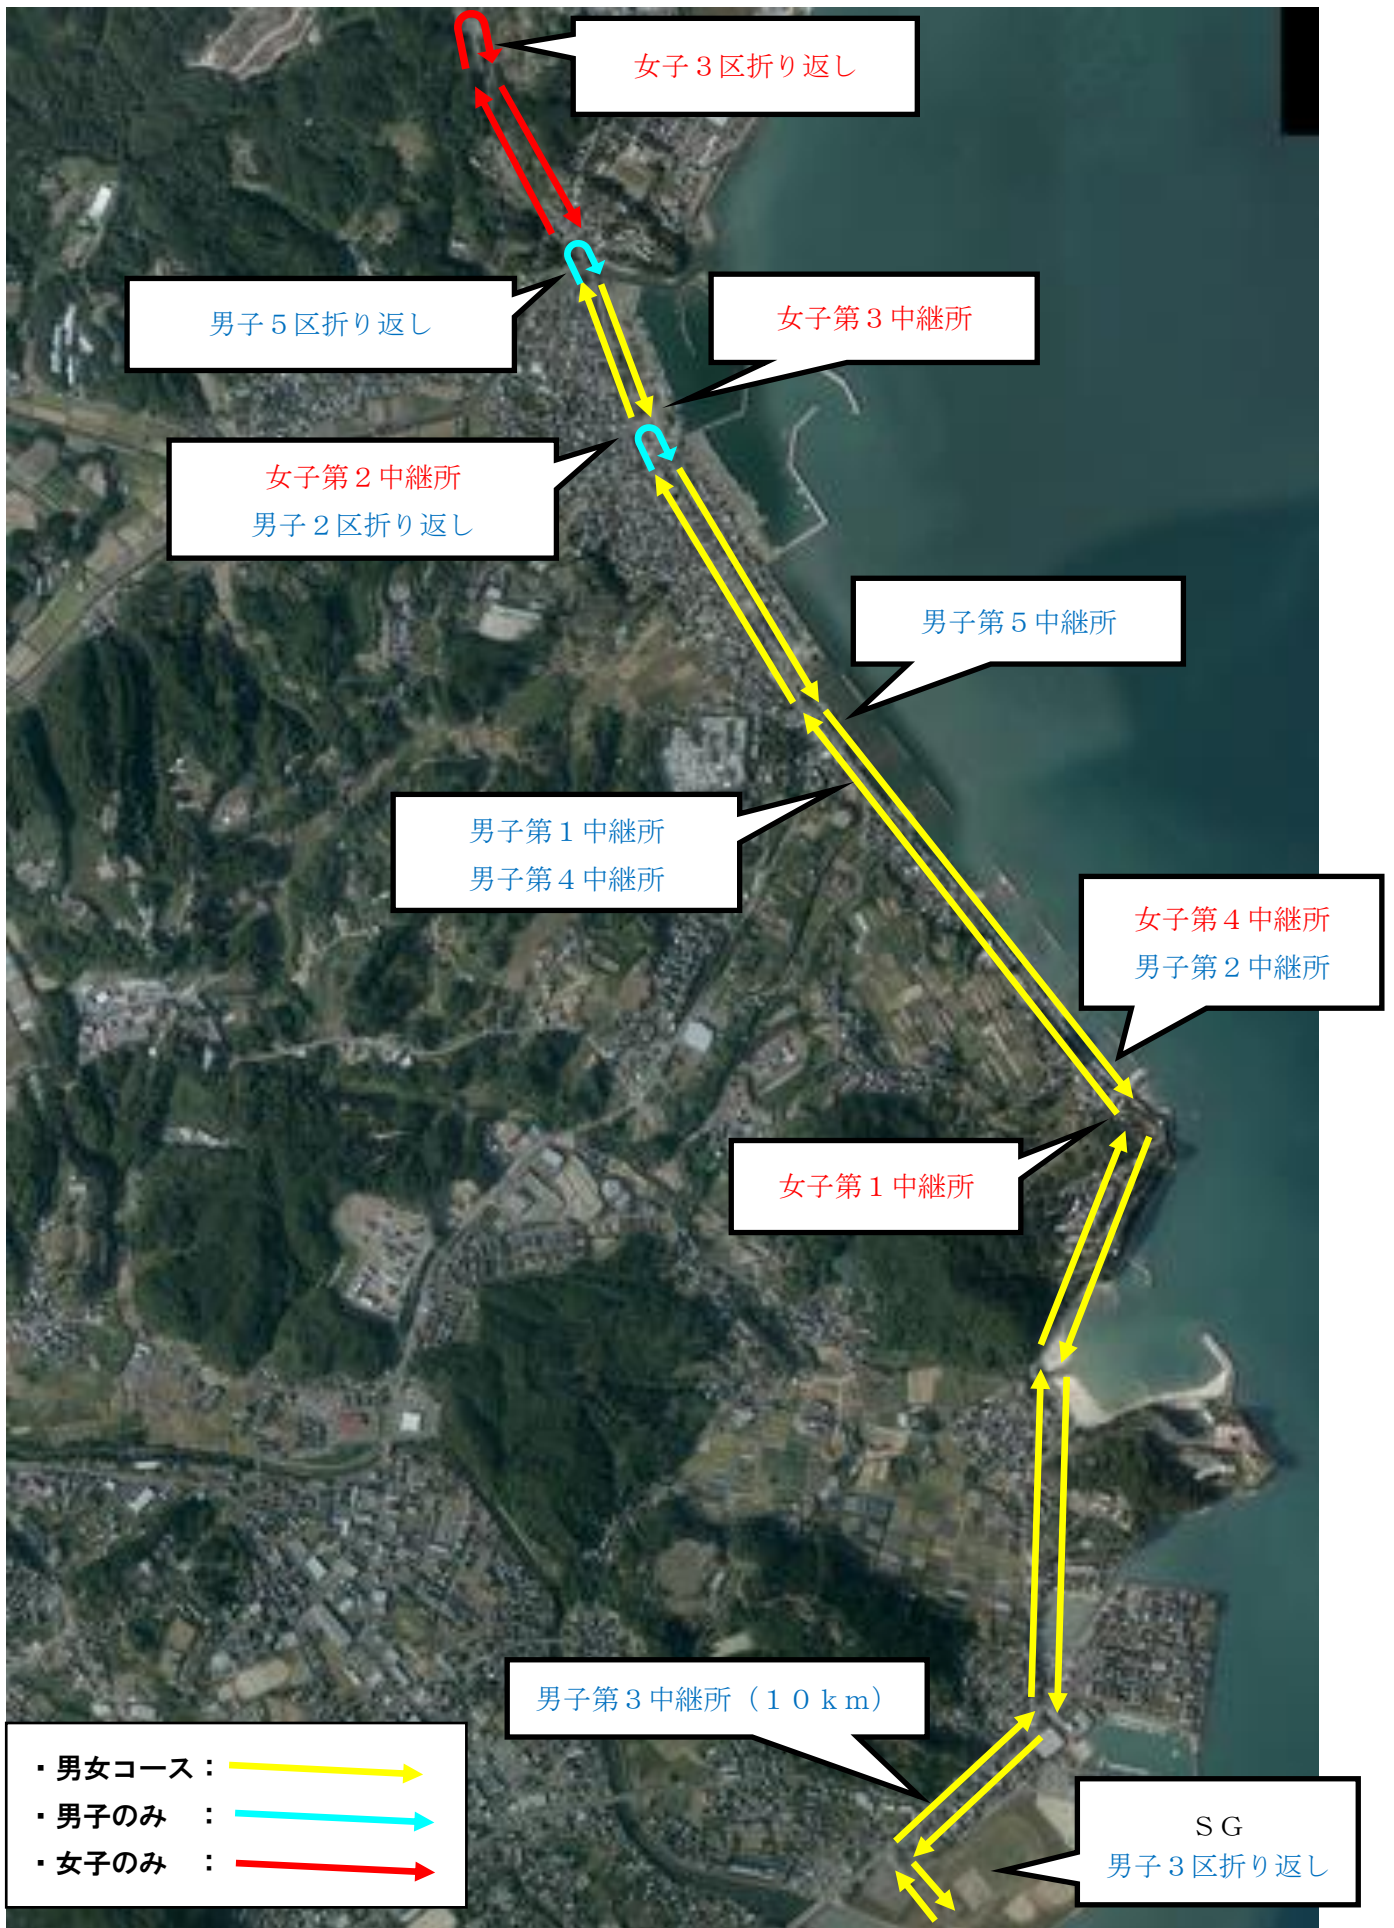 女子３区折り返し
男子５区折り返し
女子第３中継所
女子第２中継所
男子２区折り返し
男子第５中継所
男子第１中継所
男子第４中継所
女子第４中継所
男子第２中継所
女子第１中継所
男子第３中継所（１０ｋｍ）
・男女コース：
・男子のみ　：
・女子のみ　：
ＳＧ
男子３区折り返し